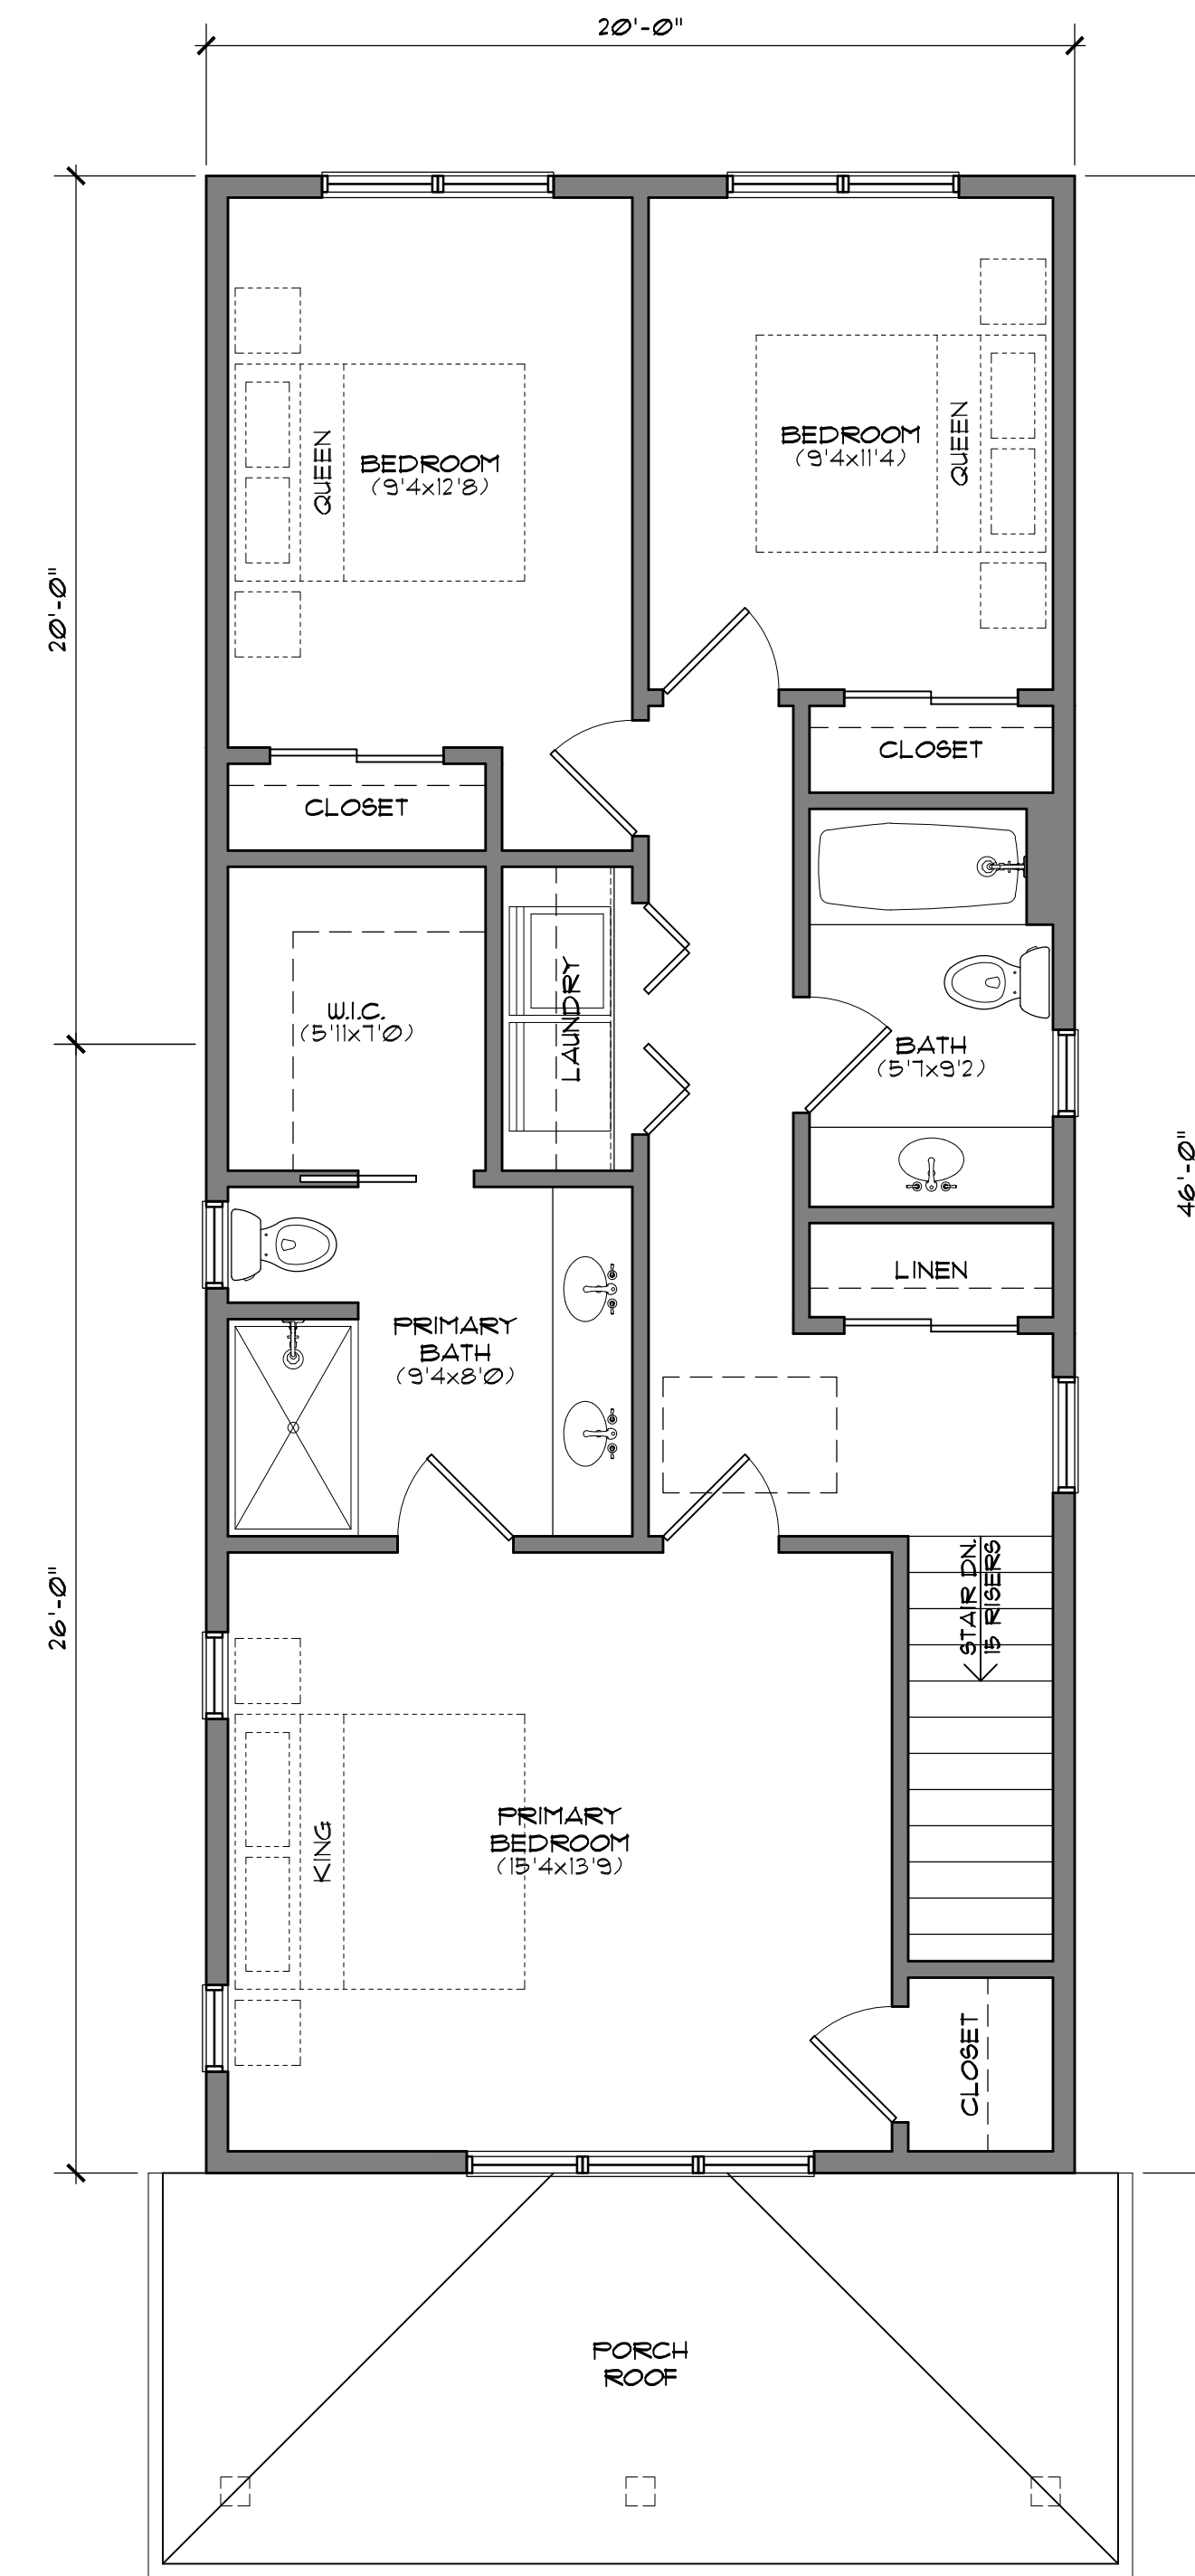 20'-0"
QUEEN
BEDROOM
(9'4x12'8)
BEDROOM
(9'4x11'4)
QUEEN
20'-0"
CLOSET
CLOSET
W.I.C.
(5'11x7'0)
LAUNDRY
BATH
(5'7x9'2)
46'-0"
LINEN
PRIMARY
BATH
(9'4x8'0)
26'-0"
STAIR DN.
15 RISERS
KING
PRIMARY
BEDROOM
(15'4x13'9)
CLOSET
PORCH
ROOF